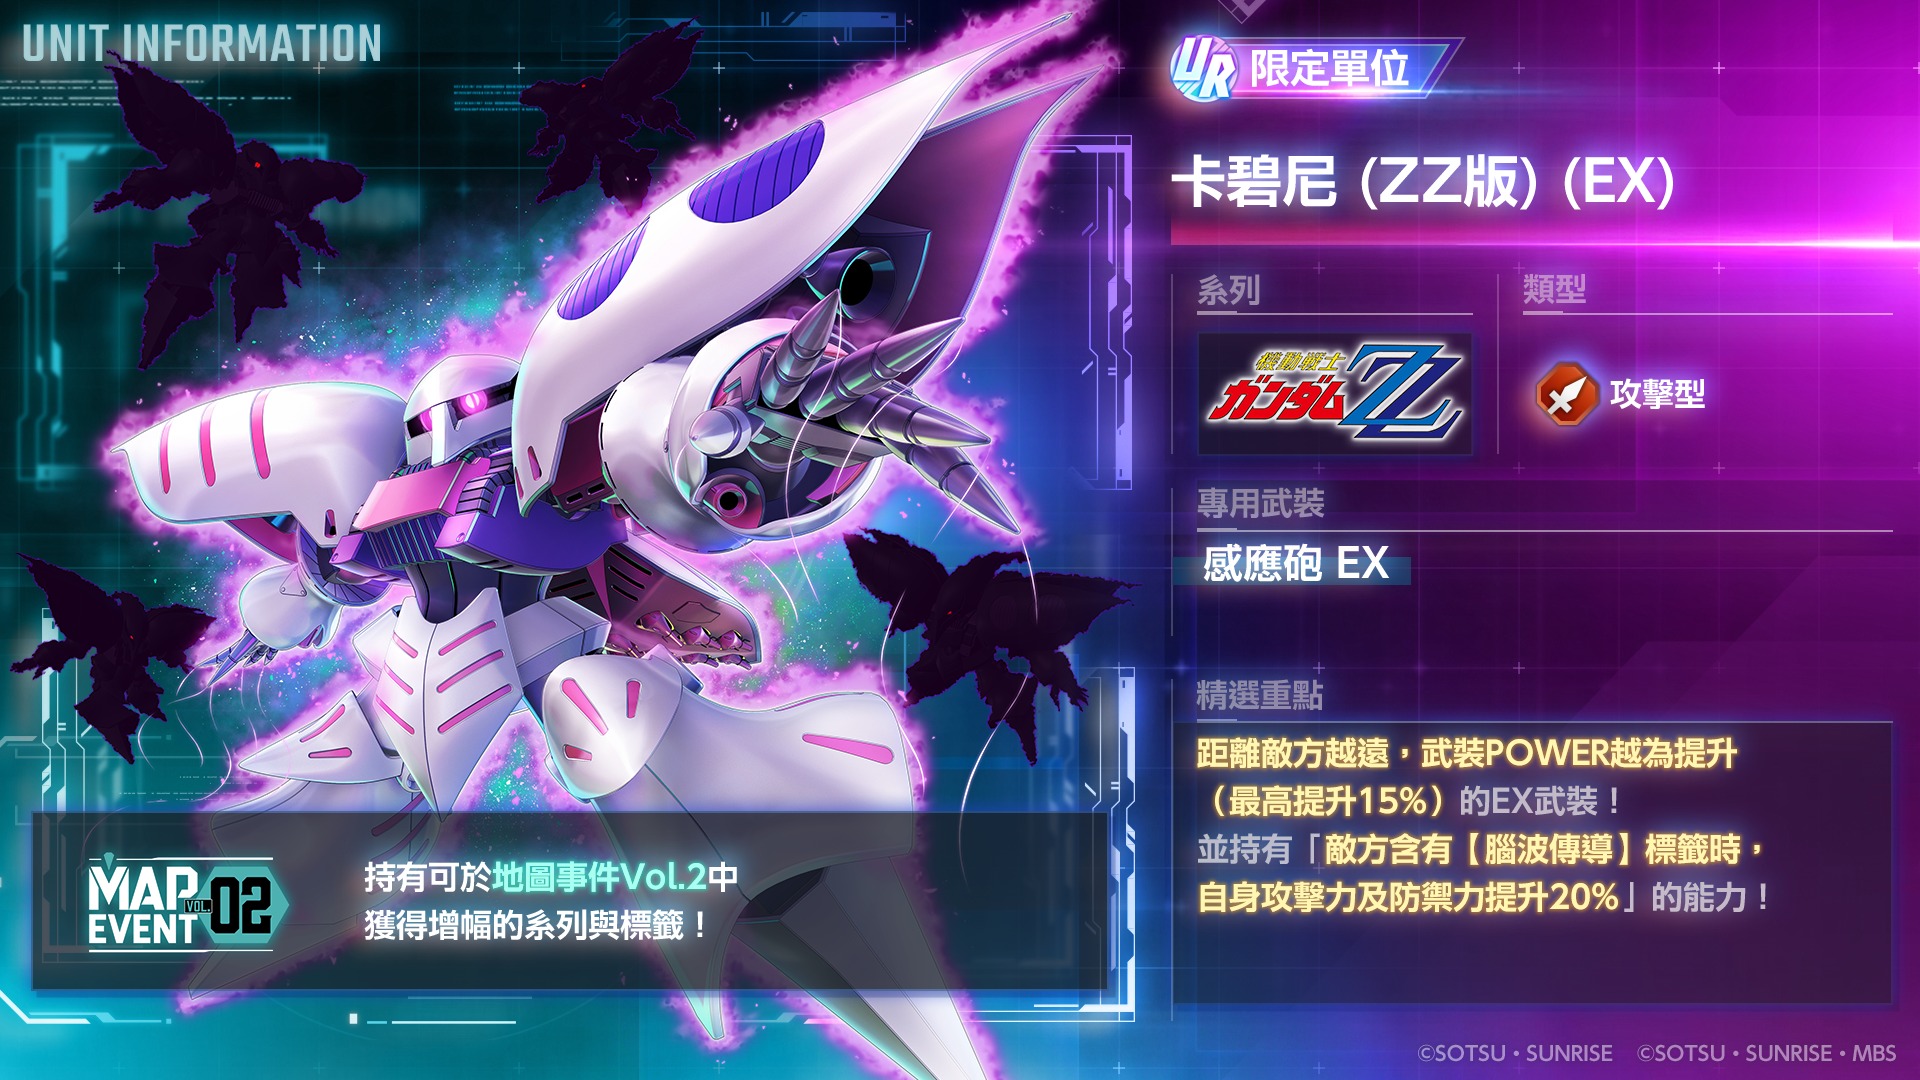 UNIT INFORMATION
UR 限定單位
卡碧尼 (ZZ版) (EX)
系列
類型
機動戦士
ガンダムZZ
攻擊型
專用武裝
感應砲 EX
精選重點
距離敵方越遠，武裝POWER越為提升
（最高提升15%）的EX武裝！
並持有「敵方含有【腦波傳導】標籤時，
自身攻擊力及防禦力提升20%」的能力！
MAP
EVENT
VOL.
02
持有可於地圖事件Vol.2中
獲得增幅的系列與標籤！
©SOTSU・SUNRISE ©SOTSU・SUNRISE・MBS